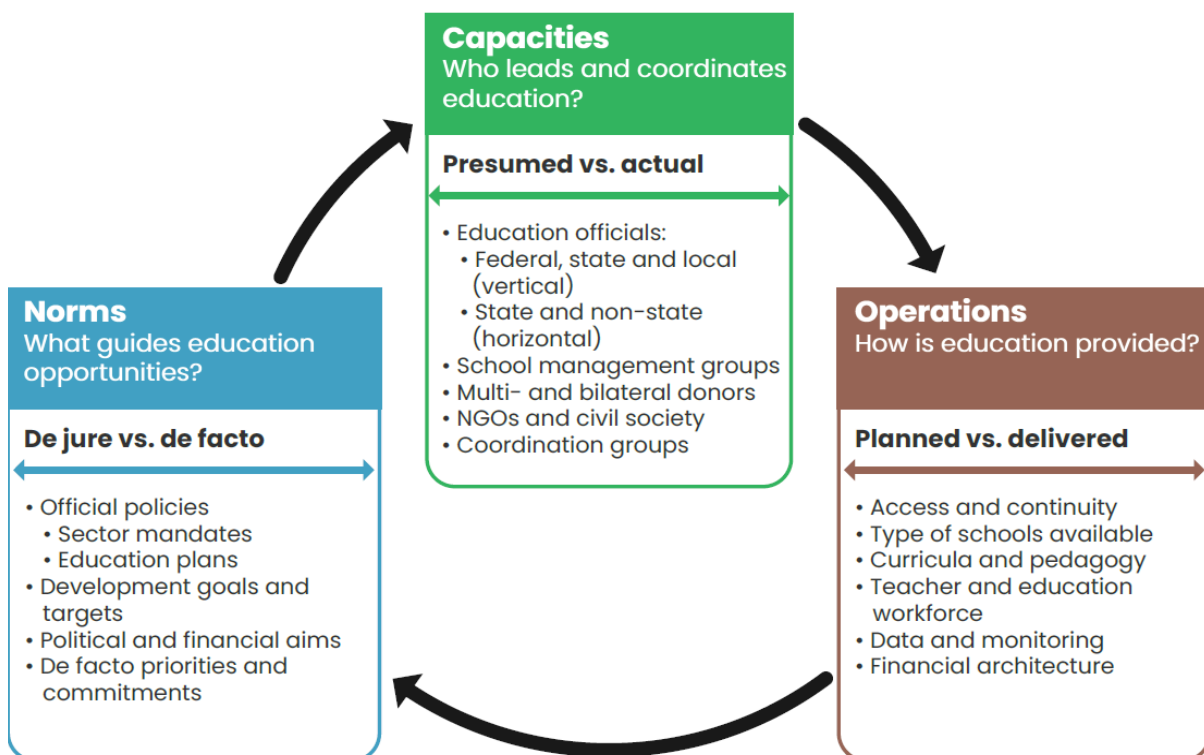 Capacities
Who leads and coordinates
education?
Presumed vs. actual
• Education officials:
• Federal, state and local
(vertical)
• State and non-state
(horizontal)
• School management groups
• Multi- and bilateral donors
• NGOs and civil society
• Coordination groups
Norms
What guides education
opportunities?
De jure vs. de facto
• Official policies
• Sector mandates
• Education plans
• Development goals and
targets
• Political and financial aims
• De facto priorities and
commitments
Operations
How is education provided?
Planned vs. delivered
• Access and continuity
• Type of schools available
• Curricula and pedagogy
• Teacher and education
workforce
• Data and monitoring
• Financial architecture